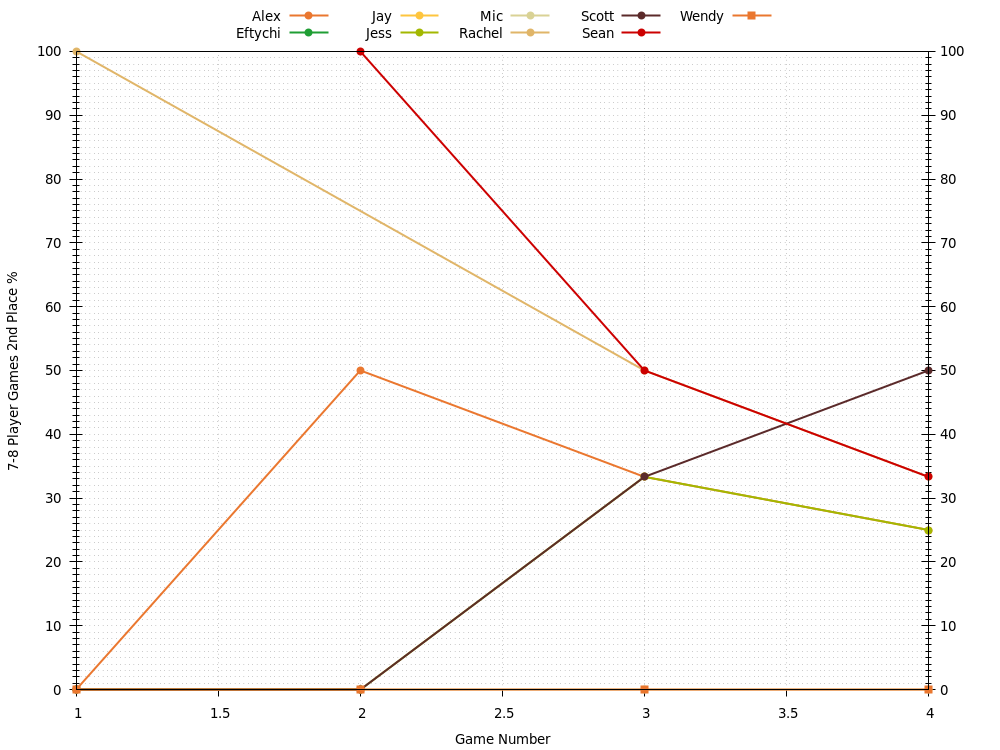 Alex Jay Mic Scott Wendy
Eftychi Jess Rachel Sean
100 100
90 90
80 80
70 70
60 60
50 50
40 40
30 30
20 20
10 10
0 0
1 1.5 2 2.5 3 3.5 4
7-8 Player Games 2nd Place %
Game Number